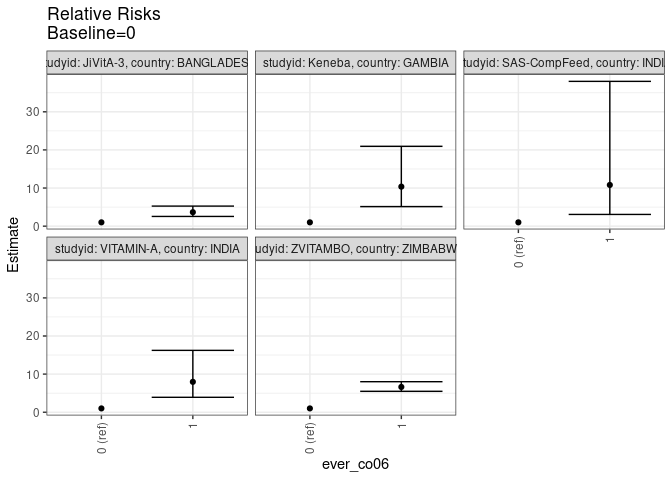 Relative Risks
Baseline=0
udyid: JiVitA-3, country: BANGLADES
studyid: Keneba, country: GAMBIA
tudyid: SAS-CompFeed, country: INDI
30
20
10
0
0 (ref)
1
studyid: VITAMIN-A, country: INDIA
udyid: ZVITAMBO, country: ZIMBABW
30
20
10
0
0 (ref)
1
0 (ref)
1
Estimate
ever_co06